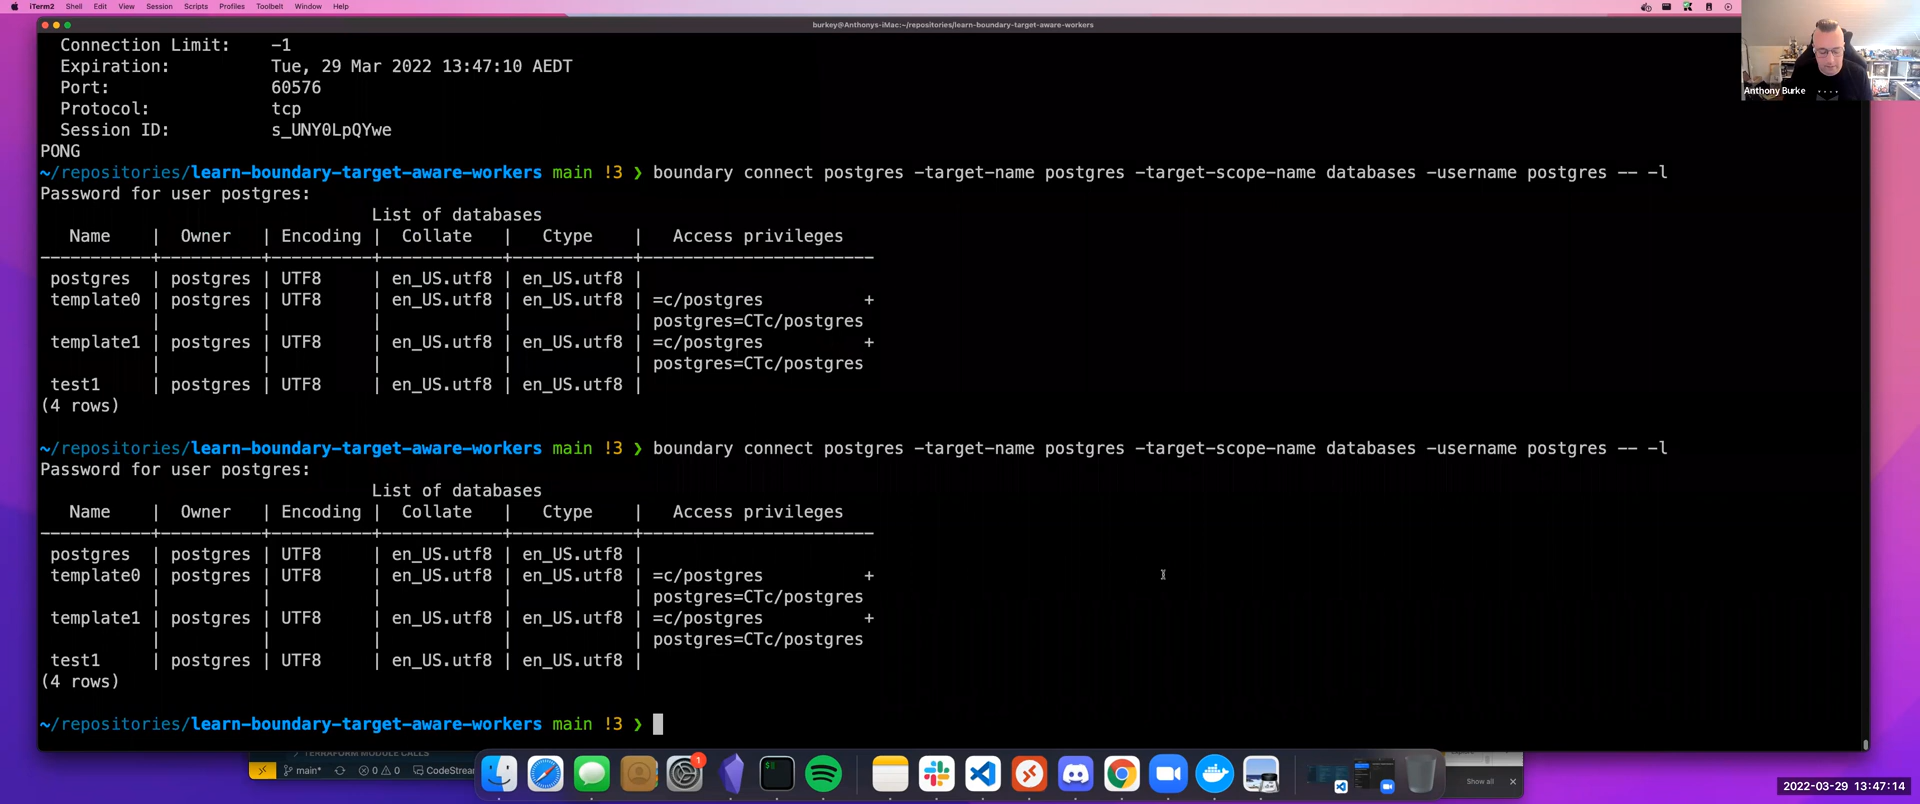 iTerm2 Shell Edit View Session Scripts Profiles Toolbelt Window Help
burkey@Anthonys-iMac:~/repositories/learn-boundary-target-aware-workers
Connection Limit: -1
Expiration: Tue, 29 Mar 2022 13:47:10 AEDT
Port: 60576
Protocol: tcp
Session ID: s_UNY0LpQYwe
PONG
Anthony Burke
~/repositories/learn-boundary-target-aware-workers main !3 ❯ boundary connect postgres -target-name postgres -target-scope-name databases -username postgres -- -l
Password for user postgres:
List of databases
Name | Owner | Encoding | Collate | Ctype | Access privileges
-----------+----------+----------+------------+------------+-----------------------
postgres | postgres | UTF8 | en_US.utf8 | en_US.utf8 |
template0 | postgres | UTF8 | en_US.utf8 | en_US.utf8 | =c/postgres +
| | | | | postgres=CTc/postgres
template1 | postgres | UTF8 | en_US.utf8 | en_US.utf8 | =c/postgres +
| | | | | postgres=CTc/postgres
test1 | postgres | UTF8 | en_US.utf8 | en_US.utf8 |
(4 rows)
~/repositories/learn-boundary-target-aware-workers main !3 ❯ boundary connect postgres -target-name postgres -target-scope-name databases -username postgres -- -l
Password for user postgres:
List of databases
Name | Owner | Encoding | Collate | Ctype | Access privileges
-----------+----------+----------+------------+------------+-----------------------
postgres | postgres | UTF8 | en_US.utf8 | en_US.utf8 |
template0 | postgres | UTF8 | en_US.utf8 | en_US.utf8 | =c/postgres +
| | | | | postgres=CTc/postgres
template1 | postgres | UTF8 | en_US.utf8 | en_US.utf8 | =c/postgres +
| | | | | postgres=CTc/postgres
test1 | postgres | UTF8 | en_US.utf8 | en_US.utf8 |
(4 rows)
~/repositories/learn-boundary-target-aware-workers main !3 ❯
TERRAFORM MODULE CALLS
main* 0 0 CodeStream
1
Show all
2022-03-29 13:47:14